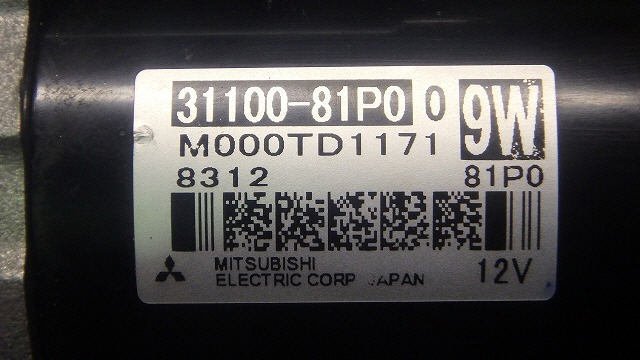 31100-81P0 0 9W
M000TD1171
8312 81P0
MITSUBISHI
ELECTRIC CORP JAPAN 12V